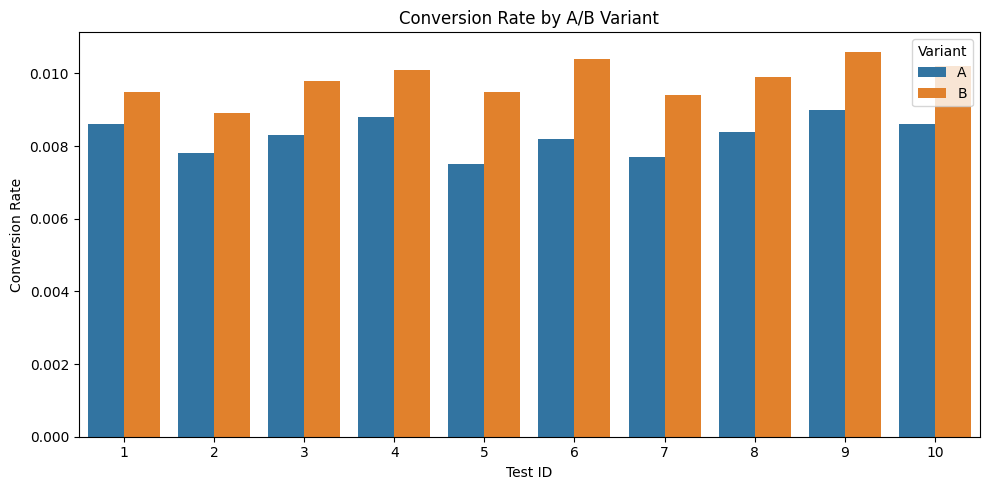 Conversion Rate by A/B Variant
Variant
A
B
Conversion Rate
0.010
0.008
0.006
0.004
0.002
0.000
1 2 3 4 5 6 7 8 9 10
Test ID